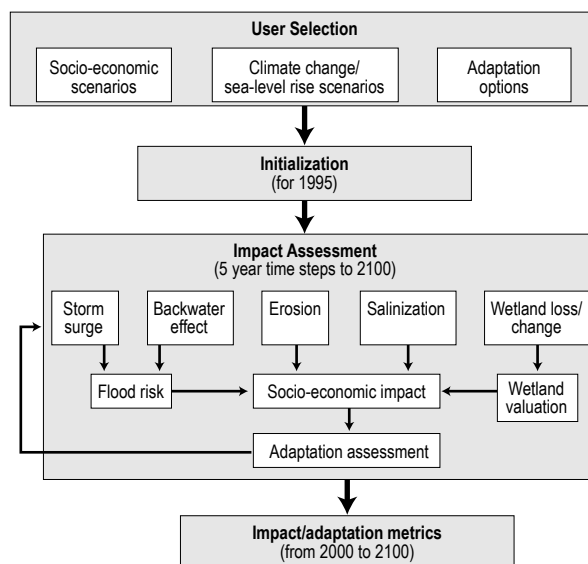 User Selection
Socio-economic
scenarios
Climate change/
sea-level rise scenarios
Adaptation
options
Initialization
(for 1995)
Impact Assessment
(5 year time steps to 2100)
Storm
surge
Backwater
effect
Erosion
Salinization
Wetland loss/
change
Flood risk
Socio-economic impact
Wetland
valuation
Adaptation assessment
Impact/adaptation metrics
(from 2000 to 2100)